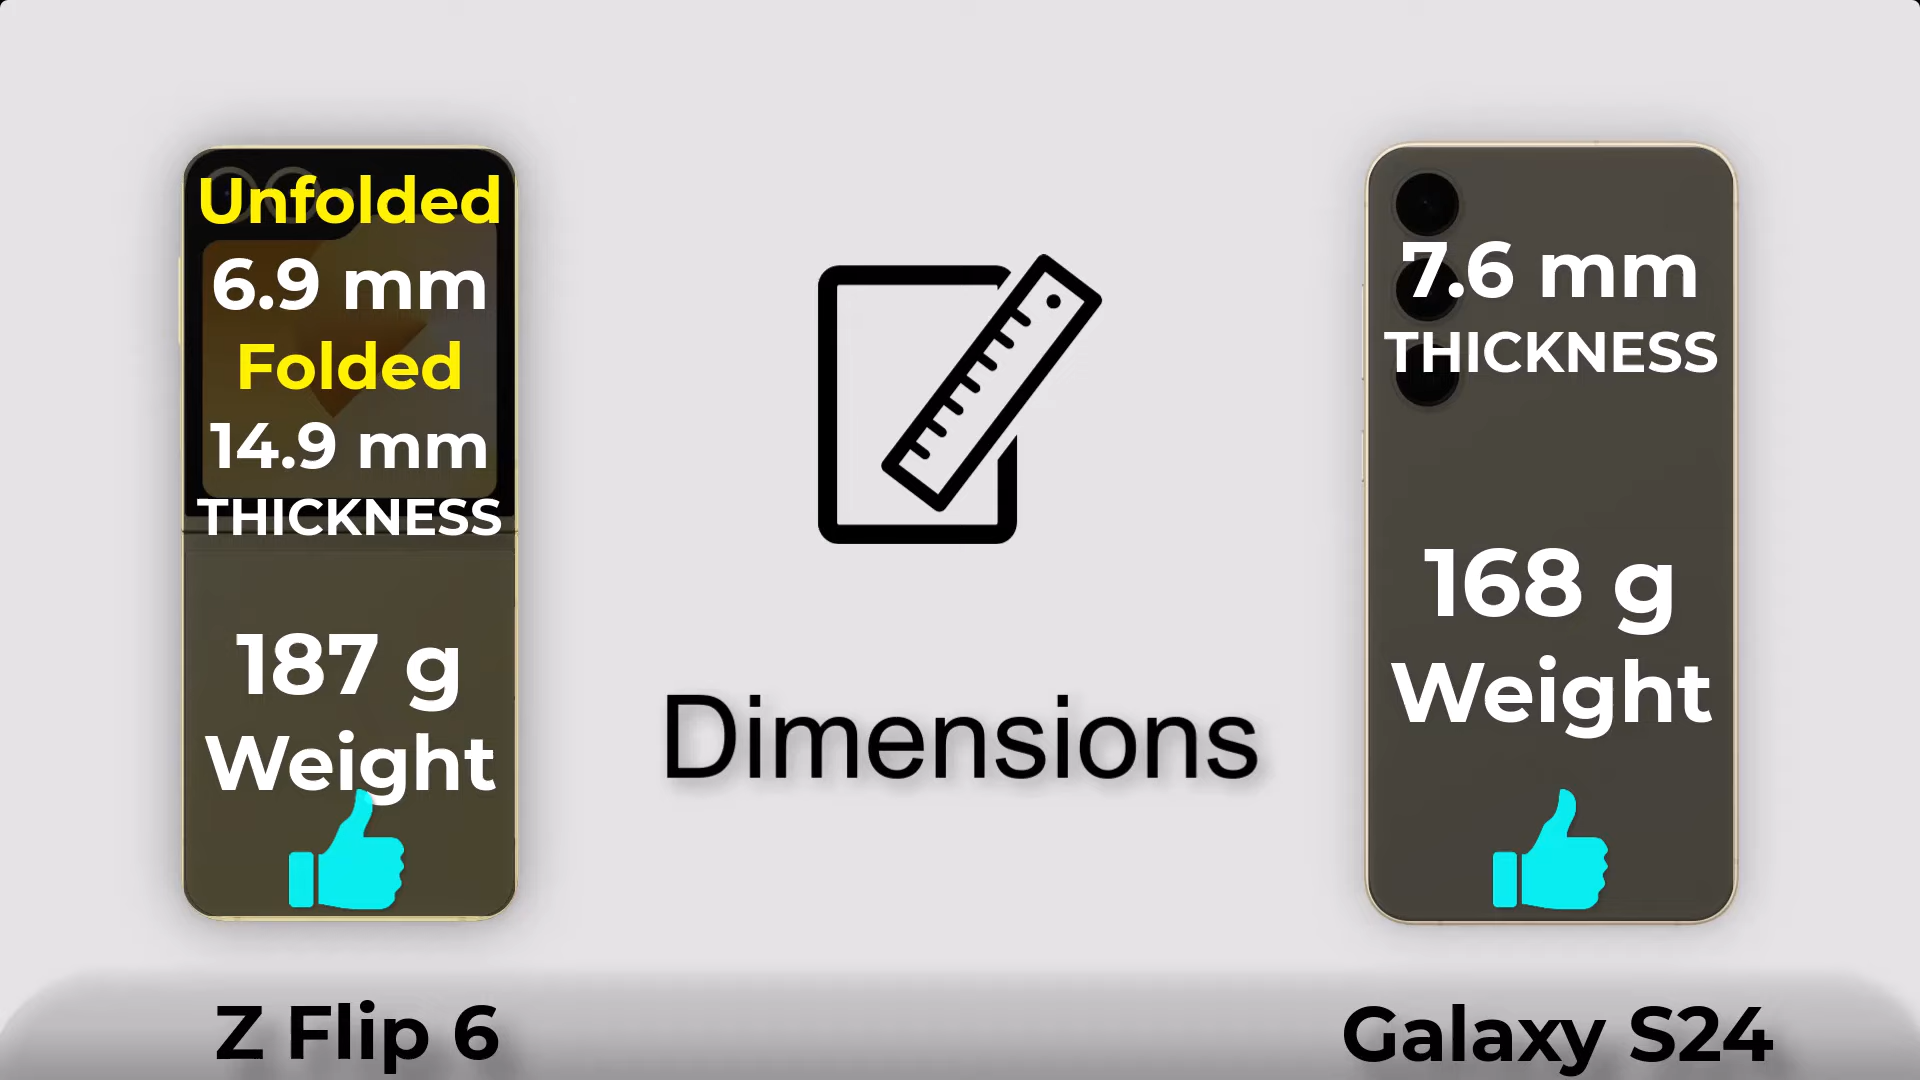 Unfolded
6.9 mm
Folded
14.9 mm
THICKNESS
187 g
Weight
Dimensions
7.6 mm
THICKNESS
168 g
Weight
Z Flip 6
Galaxy S24